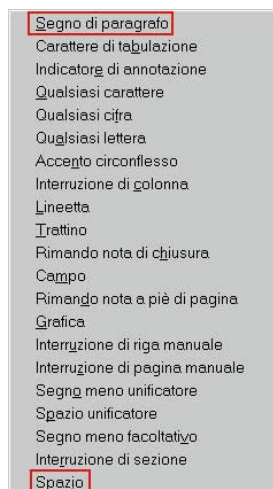 Segno di paragrafo
Carattere di tabulazione
Indicatore di annotazione
Qualsiasi carattere
Qualsiasi cifra
Qualsiasi lettera
Accento circonflesso
Interruzione di colonna
Lineetta
Trattino
Rimando nota di chiusura
Campo
Rimando nota a piè di pagina
Grafica
Interruzione di riga manuale
Interruzione di pagina manuale
Segno meno unificatore
Spazio unificatore
Segno meno facoltativo
Interruzione di sezione
Spazio